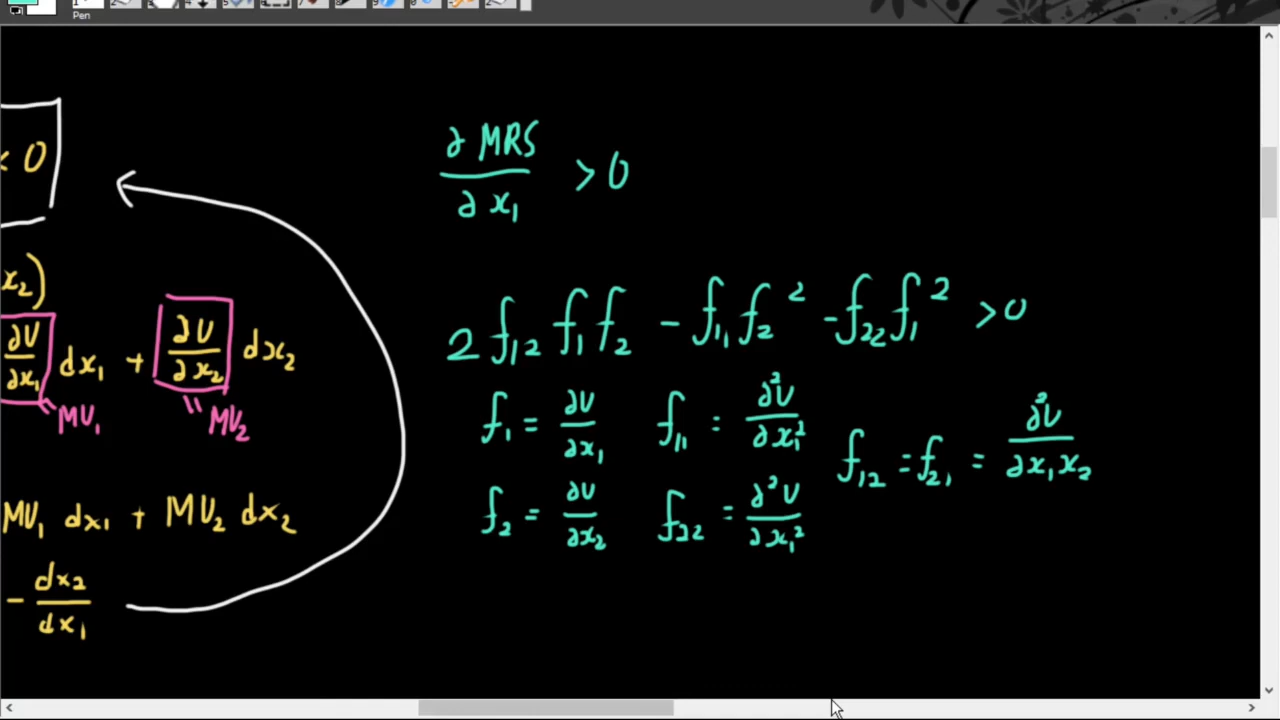 Pen
< 0
∂ MRS / ∂ x₁ > 0
x₂)
∂U/∂x₁ dx₁ + ∂U/∂x₂ dx₂
MU₁ MU₂
MU₁ dx₁ + MU₂ dx₂
- dx₂/dx₁
2 f₁₂ f₁ f₂ - f₁₁ f₂² - f₂₂ f₁² > 0
f₁ = ∂U/∂x₁ f₁₁ = ∂²U/∂x₁² f₁₂ = f₂₁ = ∂²U/∂x₁x₂
f₂ = ∂U/∂x₂ f₂₂ = ∂²U/∂x₁²